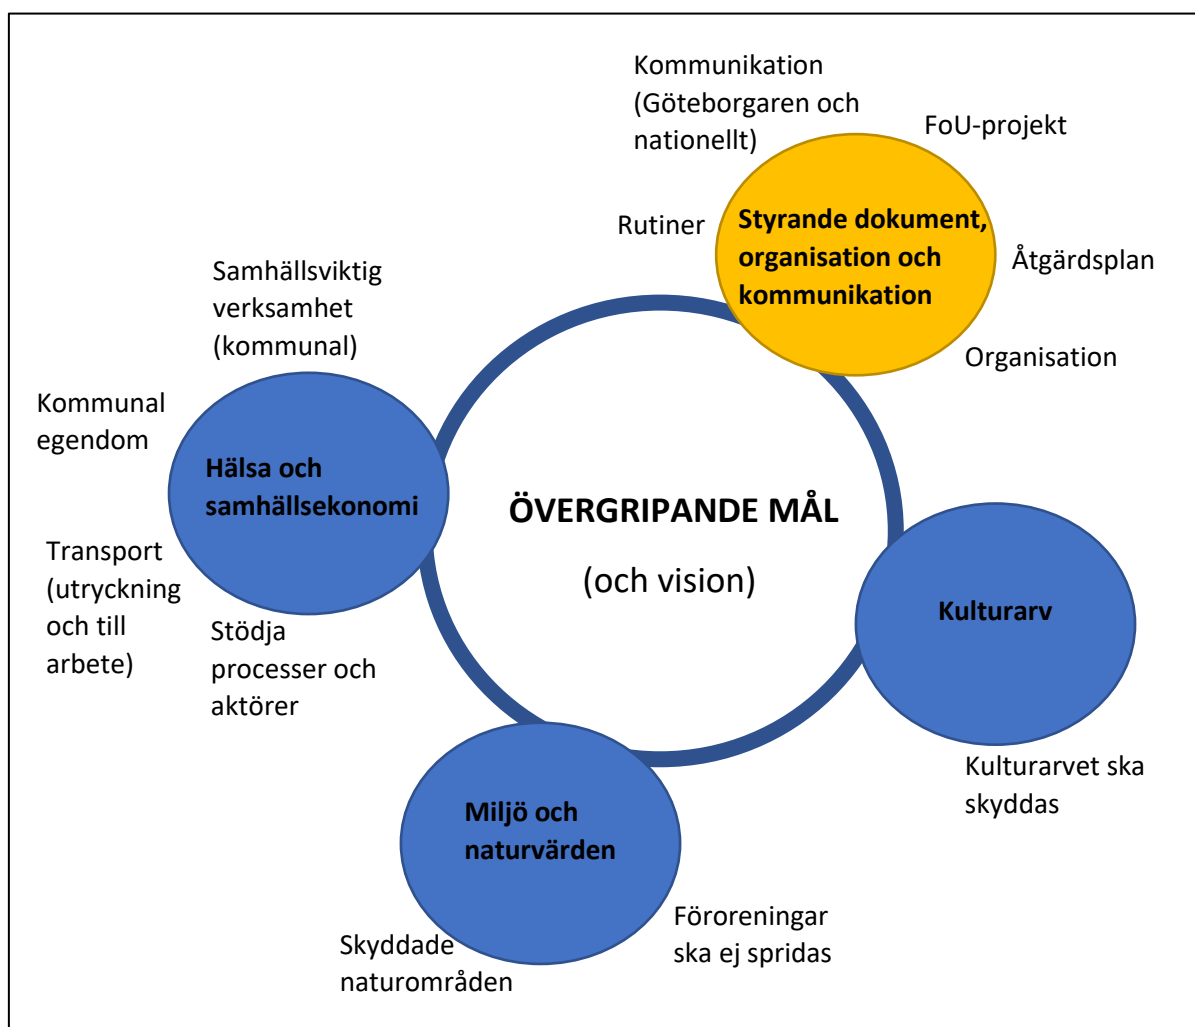 Kommunikation
(Göteborgaren och
nationellt)
FoU-projekt
Rutiner
Styrande dokument,
organisation och
kommunikation
Åtgärdsplan
Organisation
Samhällsviktig
verksamhet
(kommunal)
Kommunal
egendom
Hälsa och
samhällsekonomi
Transport
(utryckning
och till
arbete)
Stödja
processer och
aktörer
ÖVERGRIPANDE MÅL
(och vision)
Kulturarv
Kulturarvet ska
skyddas
Miljö och
naturvärden
Skyddade
naturområden
Föroreningar
ska ej spridas